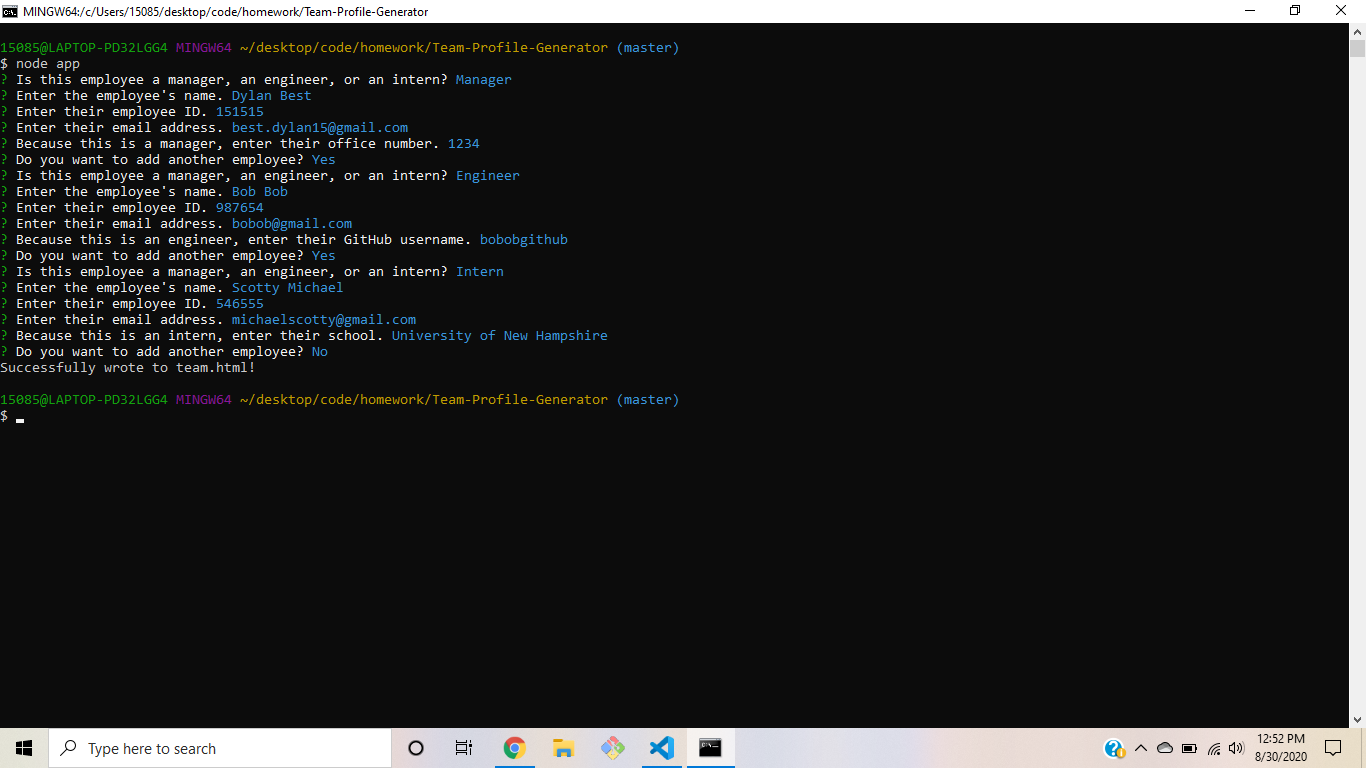 MINGW64:/c/Users/15085/desktop/code/homework/Team-Profile-Generator
15085@LAPTOP-PD32LGG4 MINGW64 ~/desktop/code/homework/Team-Profile-Generator (master)
$ node app
? Is this employee a manager, an engineer, or an intern? Manager
? Enter the employee's name. Dylan Best
? Enter their employee ID. 151515
? Enter their email address. best.dylan15@gmail.com
? Because this is a manager, enter their office number. 1234
? Do you want to add another employee? Yes
? Is this employee a manager, an engineer, or an intern? Engineer
? Enter the employee's name. Bob Bob
? Enter their employee ID. 987654
? Enter their email address. bobob@gmail.com
? Because this is an engineer, enter their GitHub username. bobobgithub
? Do you want to add another employee? Yes
? Is this employee a manager, an engineer, or an intern? Intern
? Enter the employee's name. Scotty Michael
? Enter their employee ID. 546555
? Enter their email address. michaelscotty@gmail.com
? Because this is an intern, enter their school. University of New Hampshire
? Do you want to add another employee? No
Successfully wrote to team.html!
15085@LAPTOP-PD32LGG4 MINGW64 ~/desktop/code/homework/Team-Profile-Generator (master)
$
Type here to search
12:52 PM
8/30/2020